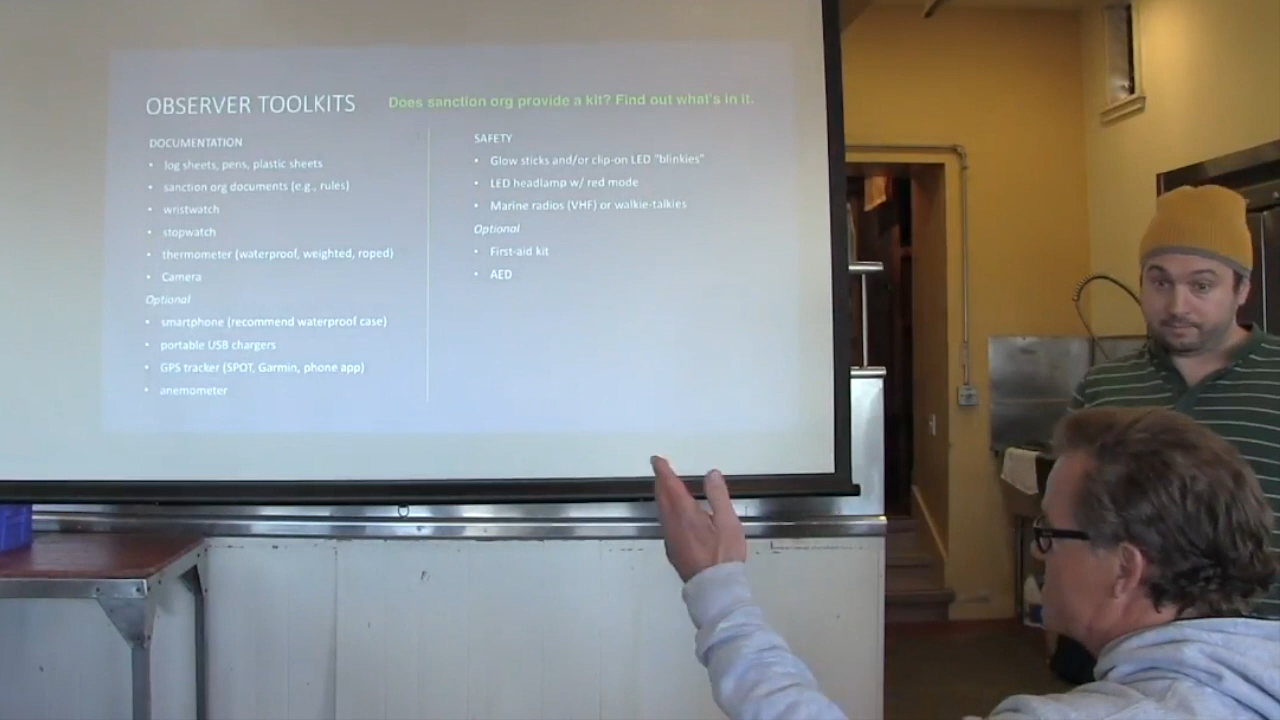 OBSERVER TOOLKITS
Does sanction org provide a kit? Find out what's in it.
DOCUMENTATION
• log sheets, pens, plastic sheets
• sanction org documents (e.g., rules)
• wristwatch
• stopwatch
• thermometer (waterproof, weighted, roped)
• Camera
Optional
• smartphone (recommend waterproof case)
• portable USB chargers
• GPS tracker (SPOT, Garmin, phone app)
• anemometer
SAFETY
• Glow sticks and/or clip-on LED "blinkies"
• LED headlamp w/ red mode
• Marine radios (VHF) or walkie-talkies
Optional
• First-aid kit
• AED